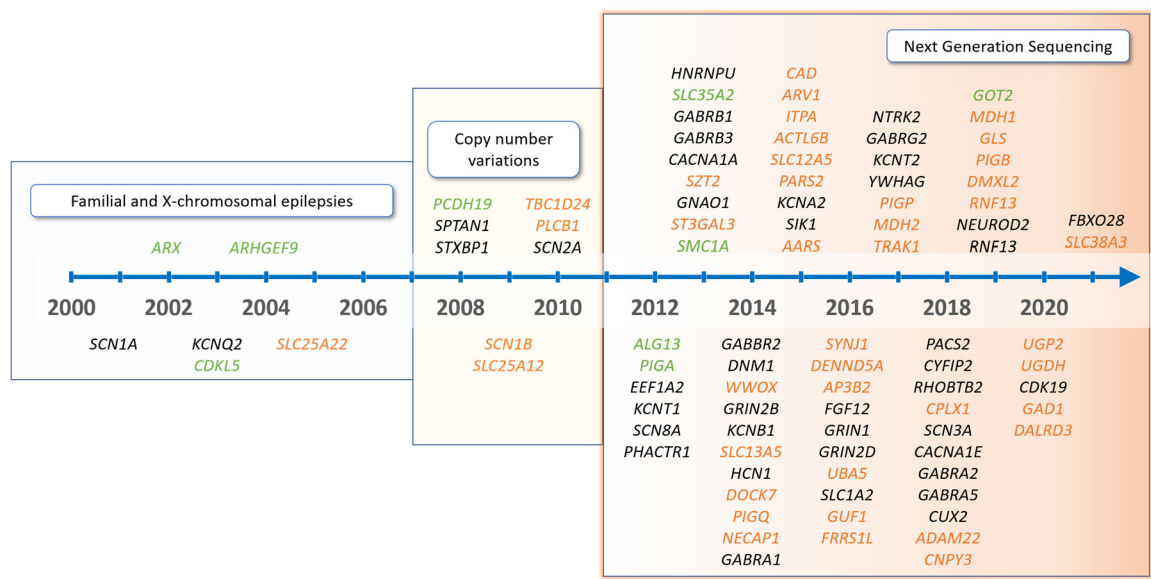 Next Generation Sequencing
Copy number
variations
Familial and X-chromosomal epilepsies
ARX
ARHGEF9
PCDH19
SPTAN1
STXBP1
TBC1D24
PLCB1
SCN2A
HNRNPU
SLC35A2
GABRB1
GABRB3
CACNA1A
SZT2
GNAO1
ST3GAL3
SMC1A
CAD
ARV1
ITPA
ACTL6B
SLC12A5
PARS2
KCNA2
SIK1
AARS
NTRK2
GABRG2
KCNT2
YWHAG
PIGP
MDH2
TRAK1
GOT2
MDH1
GLS
PIGB
DMXL2
RNF13
NEUROD2
RNF13
FBXO28
SLC38A3
2000 2002 2004 2006 2008 2010 2012 2014 2016 2018 2020
SCN1A
KCNQ2
CDKL5
SLC25A22
SCN1B
SLC25A12
ALG13
PIGA
EEF1A2
KCNT1
SCN8A
PHACTR1
GABBR2
DNM1
WWOX
GRIN2B
KCNB1
SLC13A5
HCN1
DOCK7
PIGQ
NECAP1
GABRA1
SYNJ1
DENND5A
AP3B2
FGF12
GRIN1
GRIN2D
UBA5
SLC1A2
GUF1
FRRS1L
PACS2
CYFIP2
RHOBTB2
CPLX1
SCN3A
CACNA1E
GABRA2
GABRA5
CUX2
ADAM22
CNPY3
UGP2
UGDH
CDK19
GAD1
DALRD3